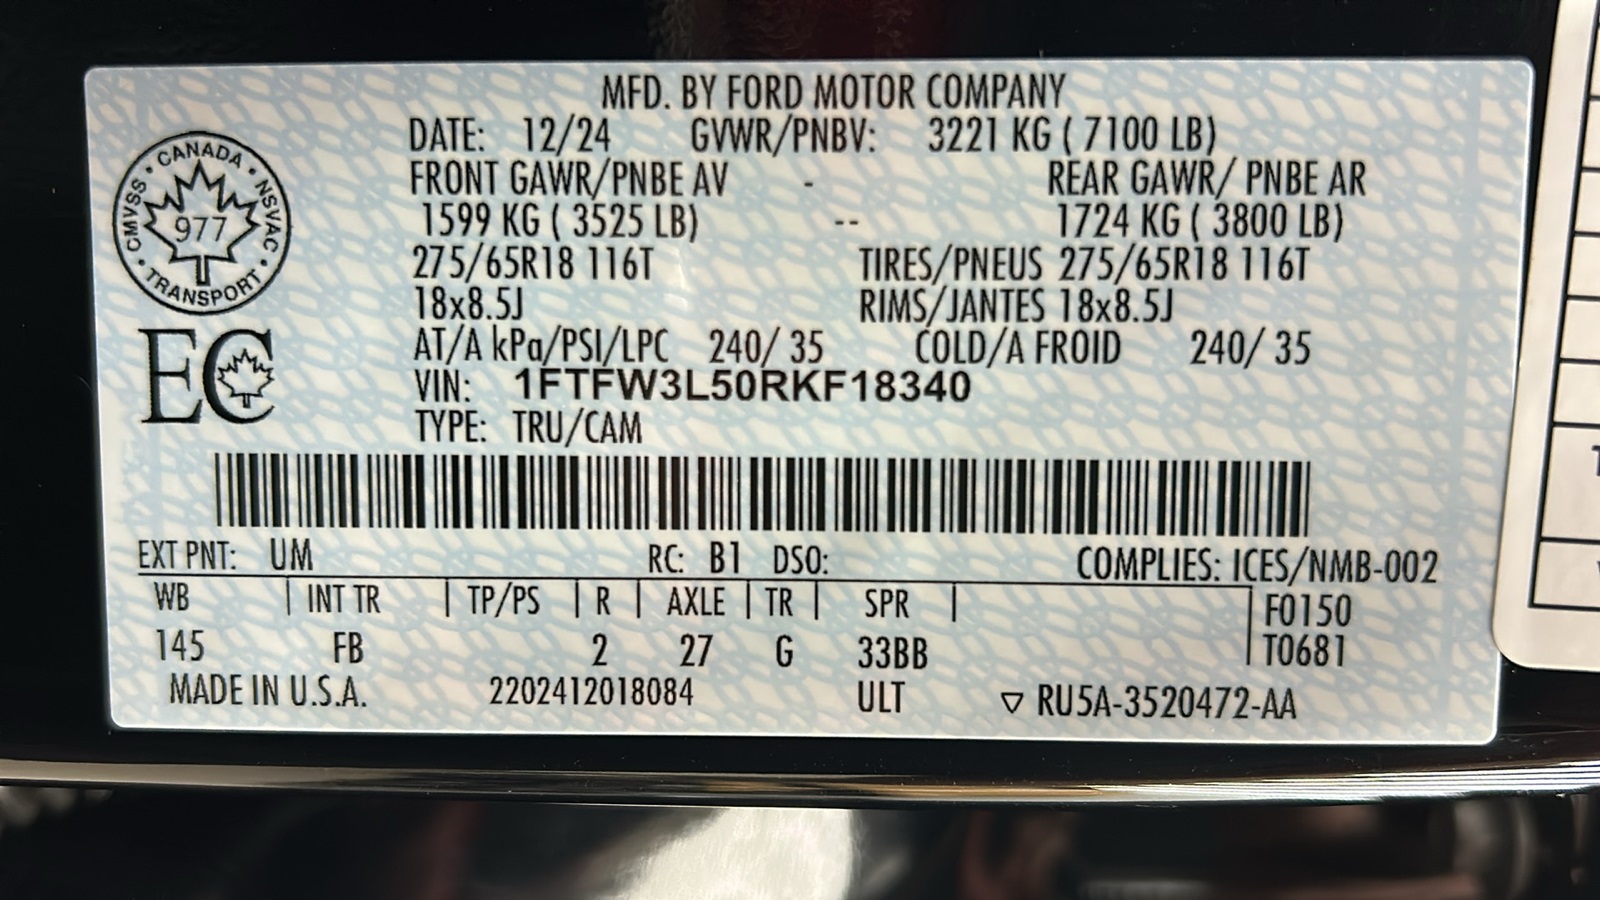 MFD. BY FORD MOTOR COMPANY
DATE: 12/24 GVWR/PNBV: 3221 KG ( 7100 LB)
FRONT GAWR/PNBE AV - REAR GAWR/ PNBE AR
1599 KG ( 3525 LB) -- 1724 KG ( 3800 LB)
275/65R18 116T TIRES/PNEUS 275/65R18 116T
18x8.5J RIMS/JANTES 18x8.5J
AT/A kPa/PSI/LPC 240/ 35 COLD/A FROID 240/ 35
VIN: 1FTFW3L50RKF18340
TYPE: TRU/CAM
CANADA
CMVSS • NSVAC
977
TRANSPORT
EC
EXT PNT: UM RC: B1 DSO: COMPLIES: ICES/NMB-002
WB | INT TR | TP/PS | R | AXLE | TR | SPR | F0150
145 FB 2 27 G 33BB T0681
MADE IN U.S.A. 2202412018084 ULT ▽ RU5A-3520472-AA